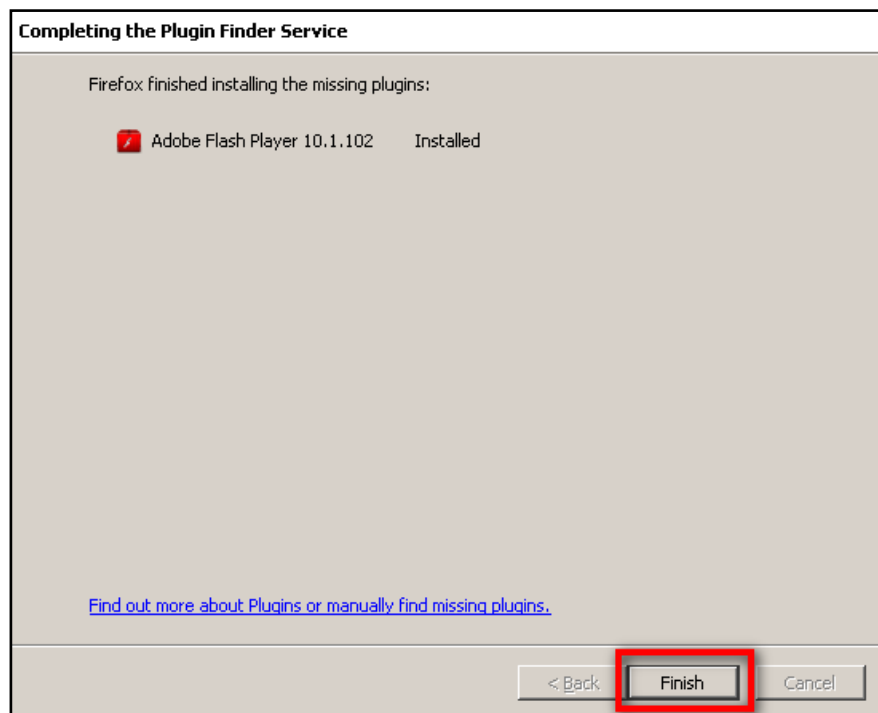 Completing the Plugin Finder Service
Firefox finished installing the missing plugins:
Adobe Flash Player 10.1.102 Installed
Find out more about Plugins or manually find missing plugins.
< Back Finish Cancel